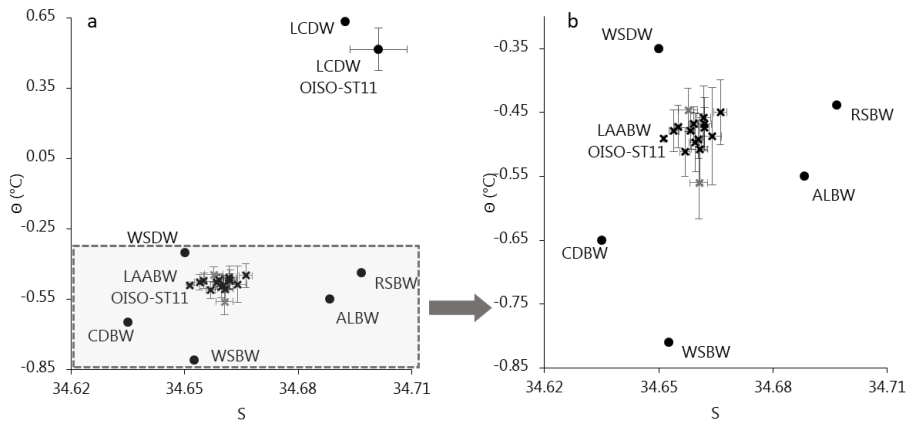 a
0.65
0.35
0.05
-0.25
-0.55
-0.85
Θ (°C)
LCDW
LCDW
OISO-ST11
WSDW
LAABW
OISO-ST11
RSBW
ALBW
CDBW
WSBW
34.62
34.65
34.68
34.71
S
b
-0.35
-0.45
-0.55
-0.65
-0.75
-0.85
Θ (°C)
WSDW
RSBW
LAABW
OISO-ST11
ALBW
CDBW
WSBW
34.62
34.65
34.68
34.71
S